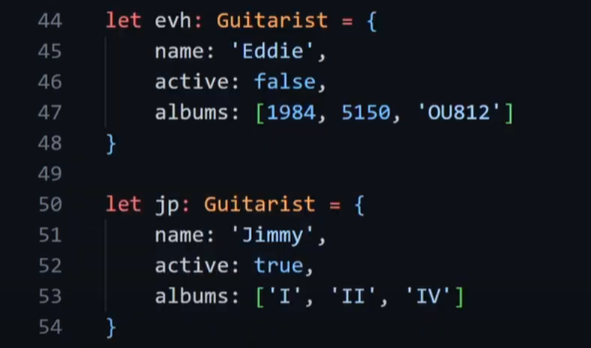 44 let evh: Guitarist = {
45     name: 'Eddie',
46     active: false,
47     albums: [1984, 5150, 'OU812']
48 }
49
50 let jp: Guitarist = {
51     name: 'Jimmy',
52     active: true,
53     albums: ['I', 'II', 'IV']
54 }